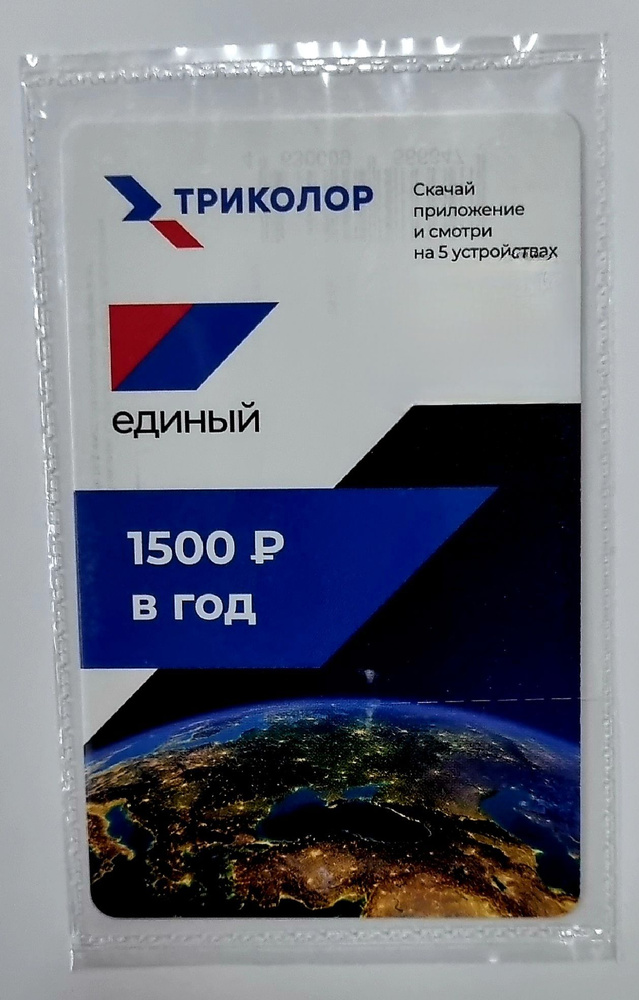 ТРИКОЛОР
Скачай
приложение
и смотри
на 5 устройствах
единый
1500 ₽
в год